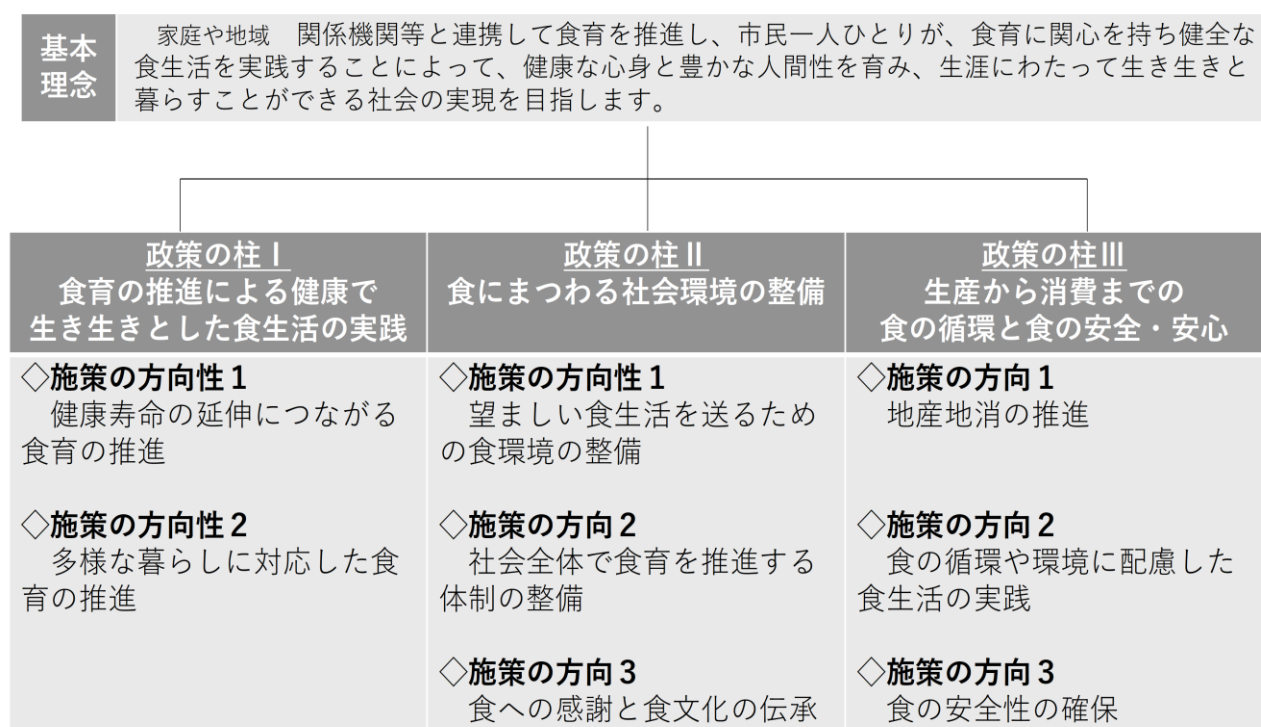 基本
理念
家庭や地域　関係機関等と連携して食育を推進し、市民一人ひとりが、食育に関心を持ち健全な
食生活を実践することによって、健康な心身と豊かな人間性を育み、生涯にわたって生き生きと
暮らすことができる社会の実現を目指します。
政策の柱Ⅰ
食育の推進による健康で
生き生きとした食生活の実践
◇施策の方向性1
健康寿命の延伸につながる
食育の推進
◇施策の方向性2
多様な暮らしに対応した食
育の推進
政策の柱Ⅱ
食にまつわる社会環境の整備
◇施策の方向性1
望ましい食生活を送るため
の食環境の整備
◇施策の方向2
社会全体で食育を推進する
体制の整備
◇施策の方向3
食への感謝と食文化の伝承
政策の柱Ⅲ
生産から消費までの
食の循環と食の安全・安心
◇施策の方向1
地産地消の推進
◇施策の方向2
食の循環や環境に配慮した
食生活の実践
◇施策の方向3
食の安全性の確保